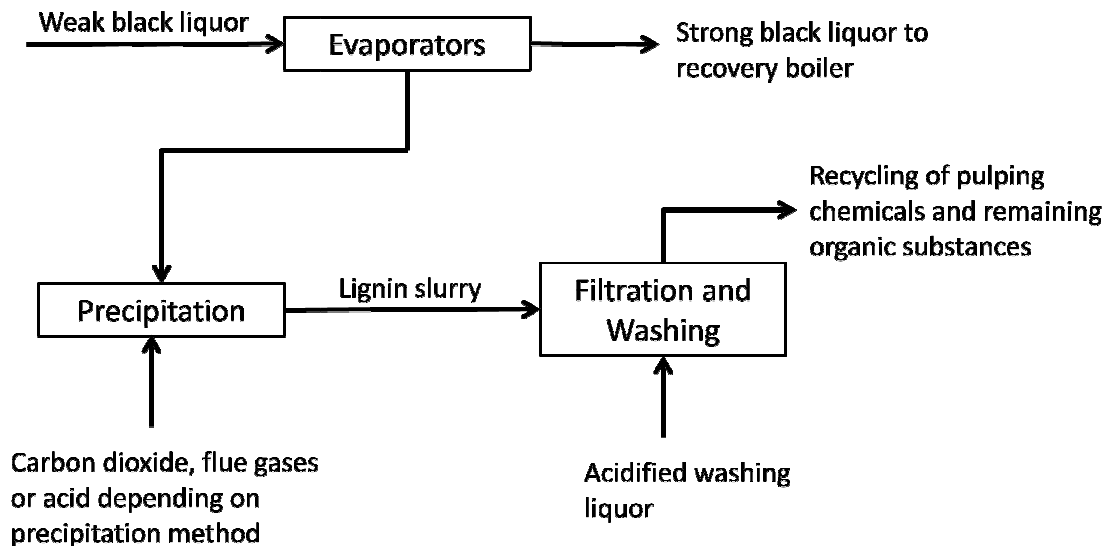 Weak black liquor
Evaporators
Strong black liquor to
recovery boiler
Recycling of pulping
chemicals and remaining
organic substances
Precipitation
Lignin slurry
Filtration and
Washing
Carbon dioxide, flue gases
or acid depending on
precipitation method
Acidified washing
liquor